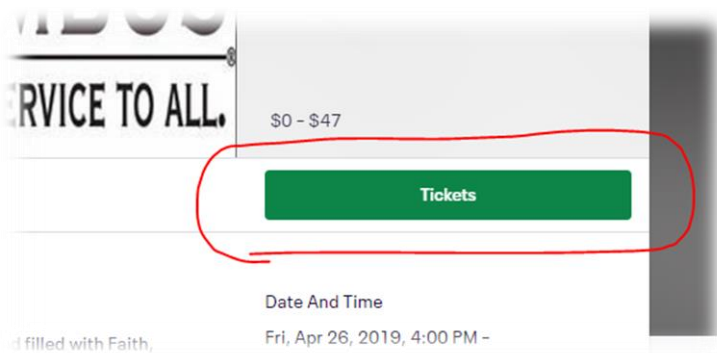 RVICE TO ALL.
®
$0 – $47
Tickets
Date And Time
Fri, Apr 26, 2019, 4:00 PM –
filled with Faith,